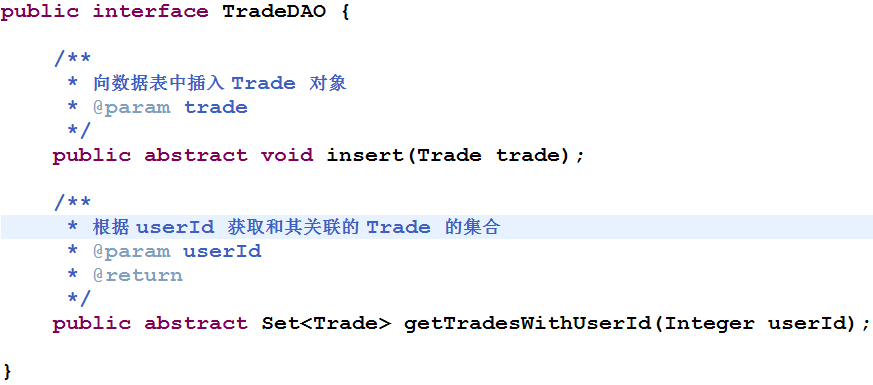 public interface TradeDAO {
/**
* 向数据表中插入 Trade 对象
* @param trade
*/
public abstract void insert(Trade trade);
/**
* 根据 userId 获取和其关联的 Trade 的集合
* @param userId
* @return
*/
public abstract Set<Trade> getTradesWithUserId(Integer userId);
}